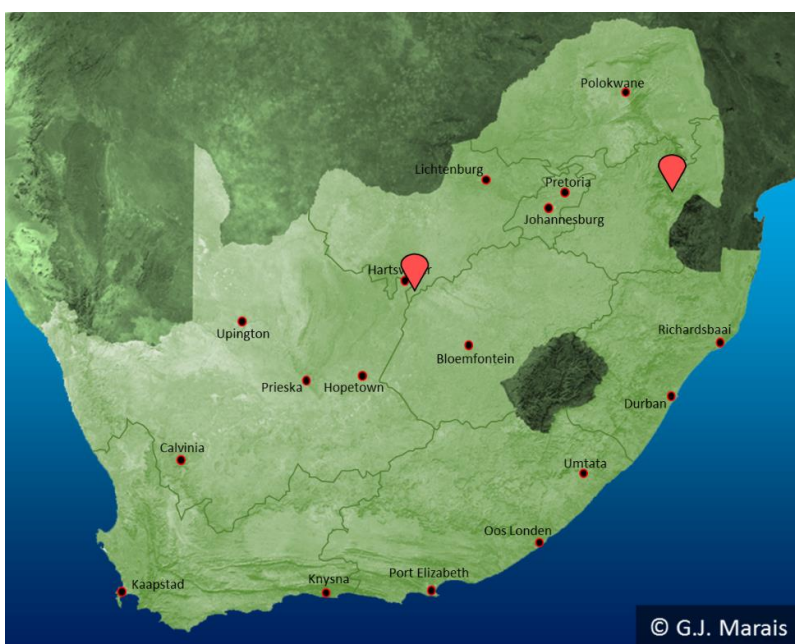 Polokwane
Lichtenburg
Pretoria
Johannesburg
Upington
Richardsbaai
Bloemfontein
Prieska
Hopetown
Durban
Calvinia
Umtata
Oos Londen
Kaapstad
Knysna
Port Elizabeth
© G.J. Marais